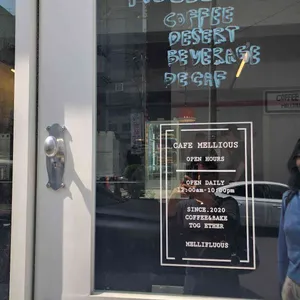 COFFEE
DESERT
BEVERAGE
DECAF
CAFE MELLIOUS
OPEN HOURS
OPEN DAILY
12:00am-10:00pm
SINCE.2020
COFFEE&SAKE
TOG ETHER
MELLIFLUOUS